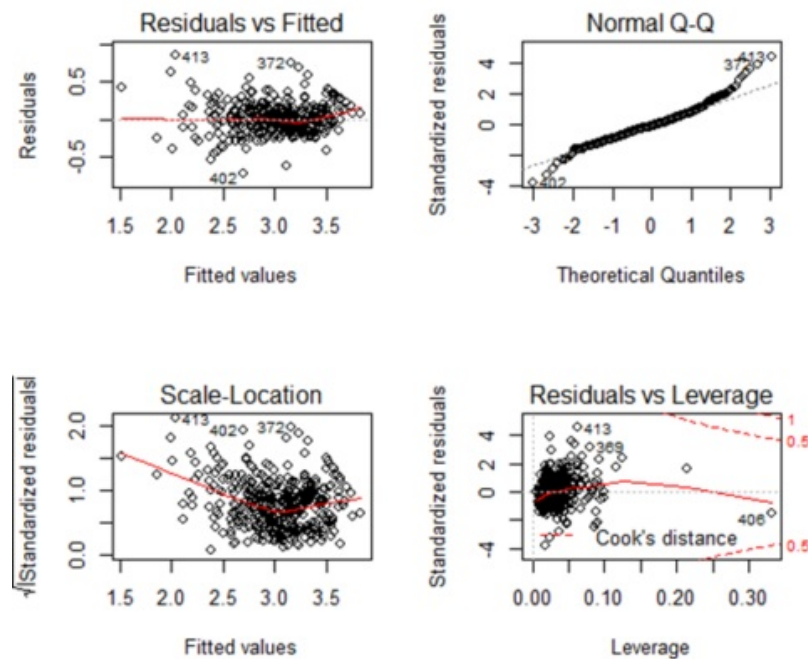 Residuals vs Fitted
Residuals
0.5
-0.5
413
372
402
1.5 2.0 2.5 3.0 3.5
Fitted values
Normal Q-Q
Standardized residuals
4
2
0
-4
413
402
-3 -2 -1 0 1 2 3
Theoretical Quantiles
Scale-Location
√|Standardized residuals|
2.0
1.0
0.0
413
402
372
1.5 2.0 2.5 3.0 3.5
Fitted values
Residuals vs Leverage
Standardized residuals
4
2
0
-4
413
369
406
Cook's distance
1
0.5
0.5
0.00 0.10 0.20 0.30
Leverage